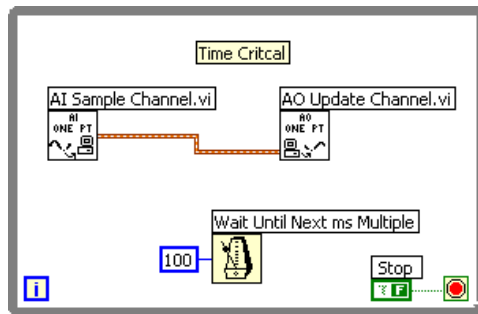 Time Critcal
AI Sample Channel.vi
AO Update Channel.vi
AI
ONE PT
AO
ONE PT
Wait Until Next ms Multiple
100
Stop
F
i